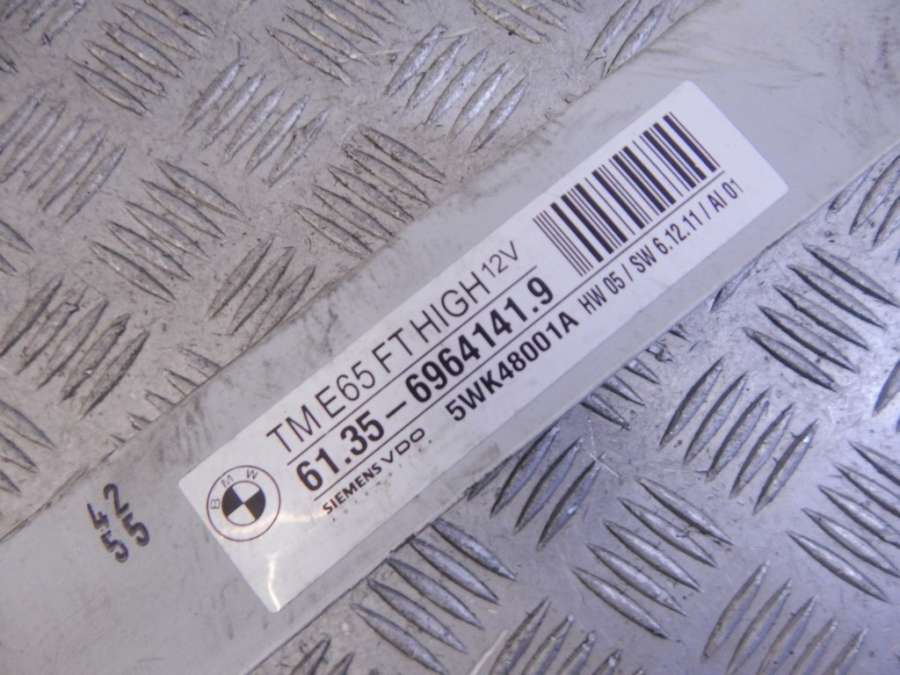 TM E65 FT HIGH 12V
61.35 – 6964141.9
SIEMENS VDO 5WK48001A HW 05 / SW 6.12.11 / AI 01
BMW
42
55